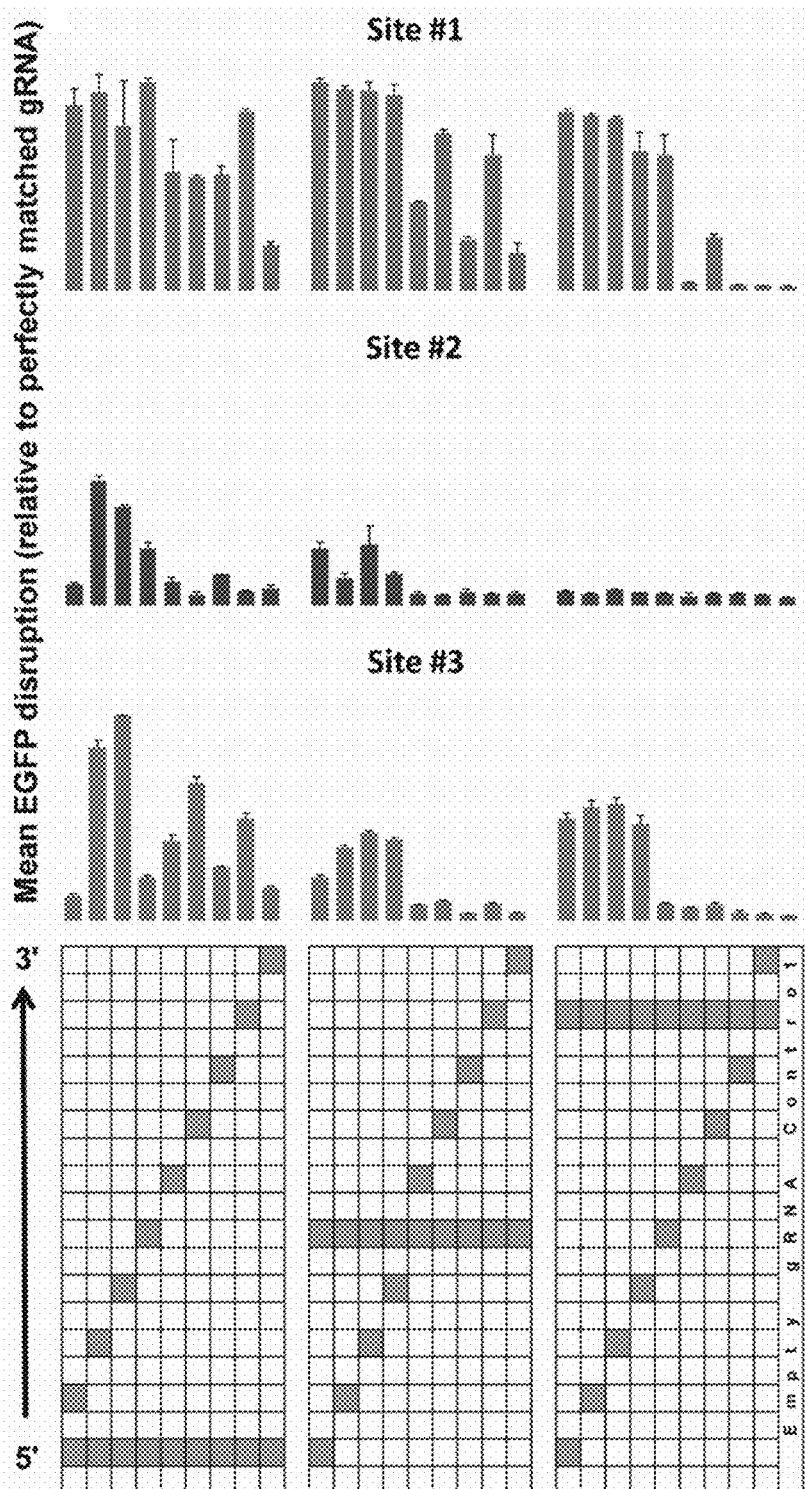 Mean EGFP disruption (relative to perfectly matched gRNA)
Site #1
Site #2
Site #3
3'
5'
Empty gRNA Control